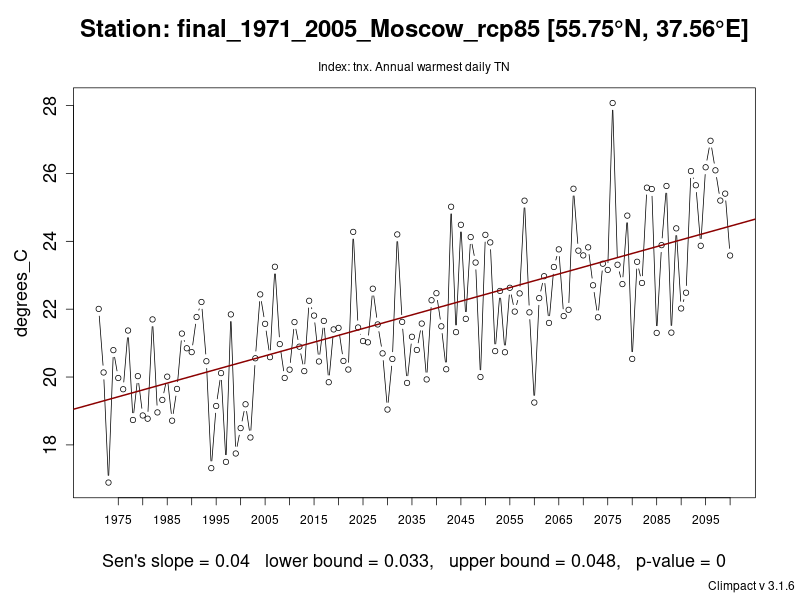 Station: final_1971_2005_Moscow_rcp85 [55.75°N, 37.56°E]
Index: tnx. Annual warmest daily TN
28
26
24
22
20
18
degrees_C
1975 1985 1995 2005 2015 2025 2035 2045 2055 2065 2075 2085 2095
Sen's slope = 0.04 lower bound = 0.033, upper bound = 0.048, p-value = 0
Climpact v 3.1.6